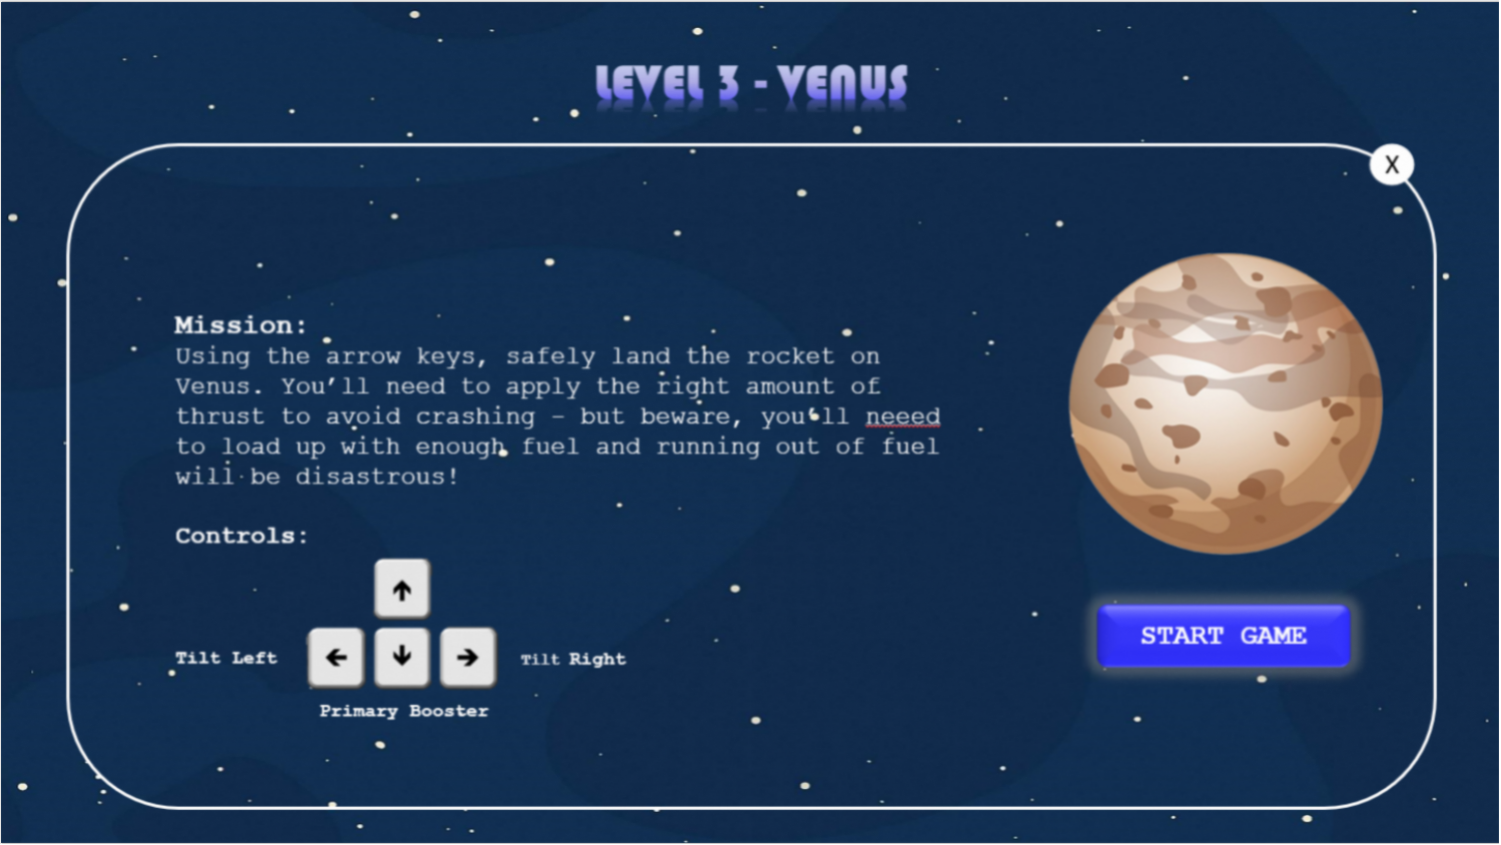 LEVEL 3 - VENUS
X
Mission:
Using the arrow keys, safely land the rocket on
Venus. You’ll need to apply the right amount of
thrust to avoid crashing – but beware, you’ll neeed
to load up with enough fuel and running out of fuel
will be disastrous!
Controls:
Tilt Left
Tilt Right
Primary Booster
START GAME